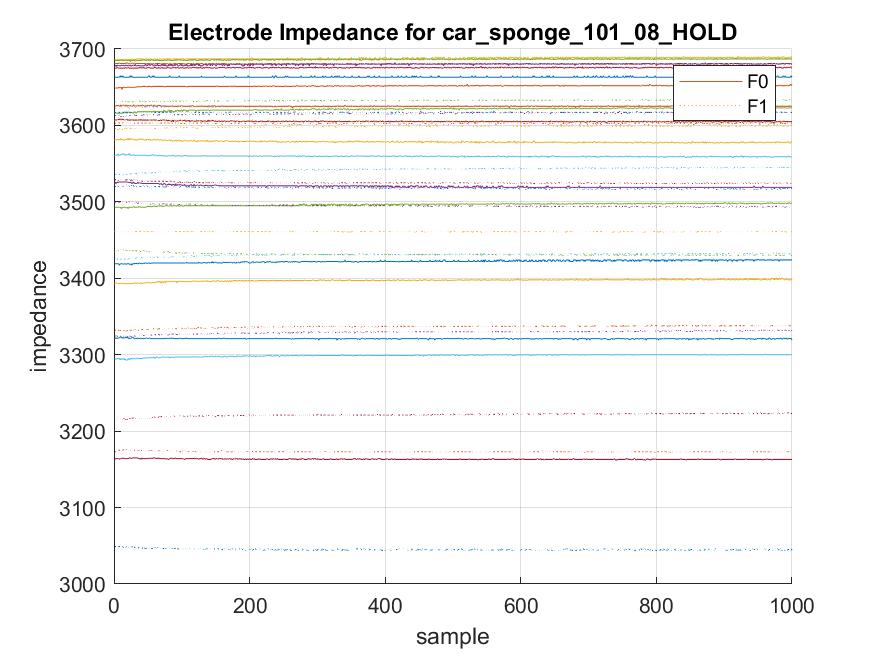 Electrode Impedance for car_sponge_101_08_HOLD
3700
3600
3500
3400
3300
3200
3100
3000
impedance
F0
F1
0 200 400 600 800 1000
sample